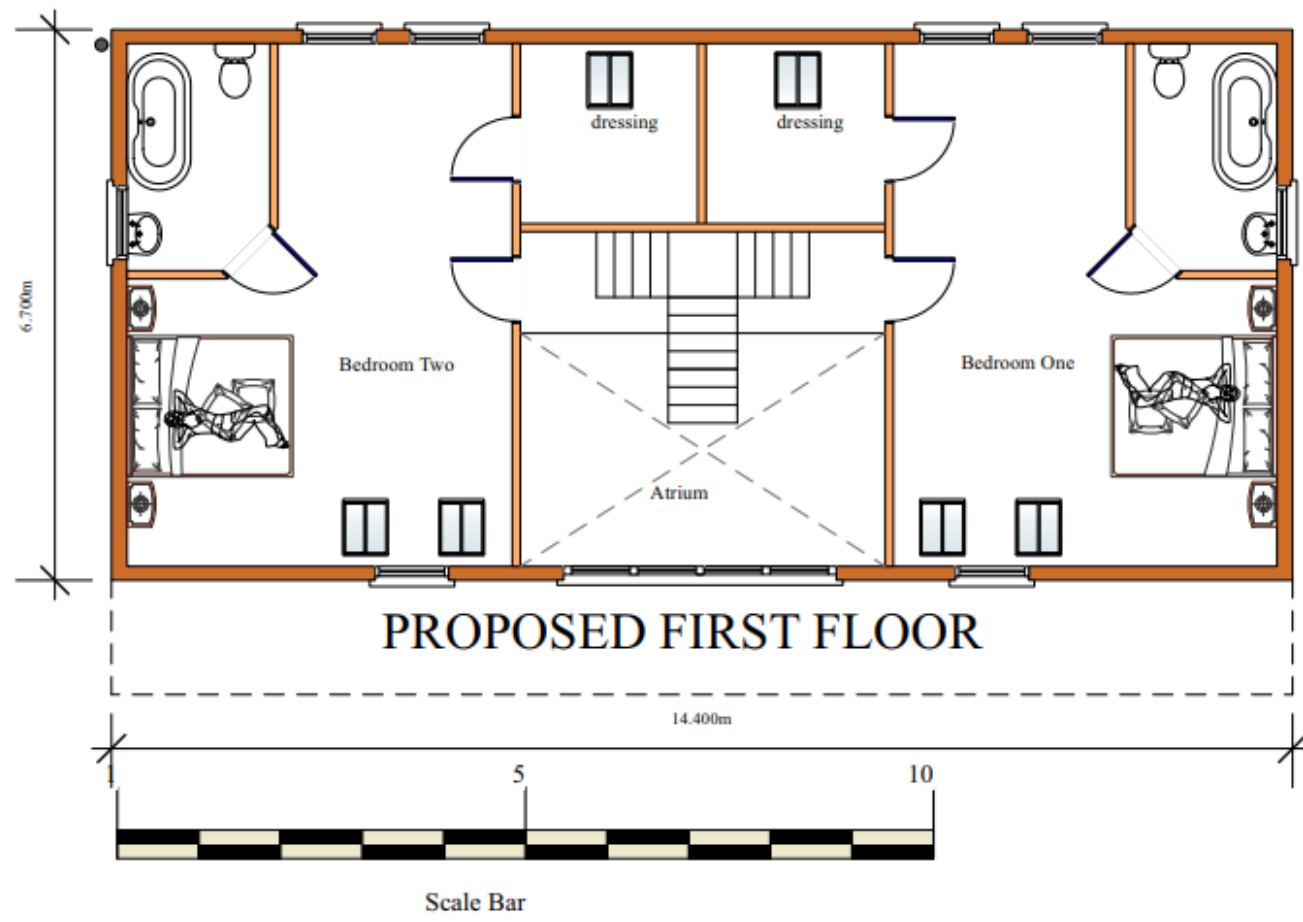 dressing
dressing
6.700m
Bedroom Two
Bedroom One
Atrium
PROPOSED FIRST FLOOR
14.400m
1
5
10
Scale Bar